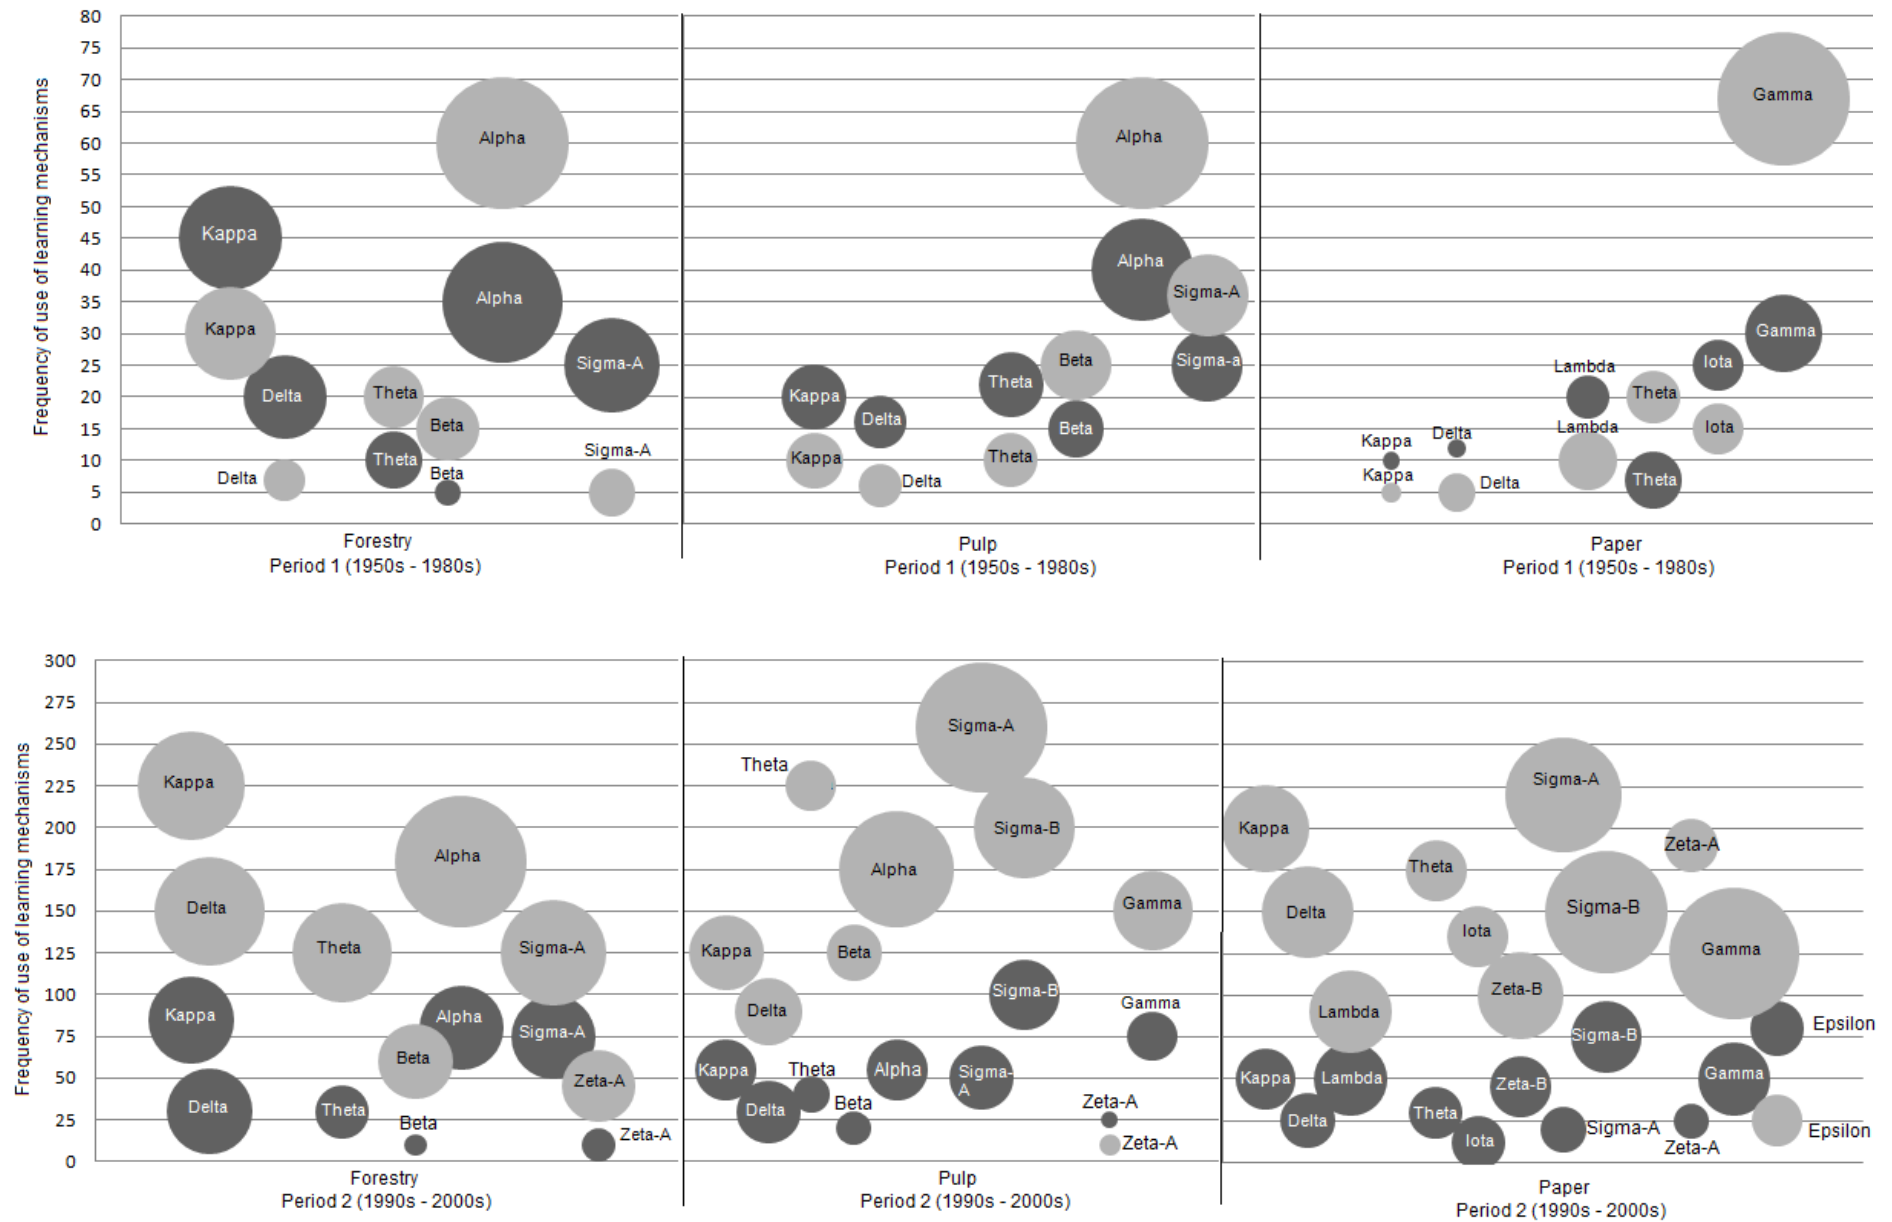 80
75
70
65
60
55
50
45
40
35
30
25
20
15
10
5
0
Frequency of use of learning mechanisms
Alpha
Kappa
Alpha
Kappa
Sigma-A
Delta
Theta
Beta
Theta
Sigma-A
Delta
Beta
Forestry
Period 1 (1950s - 1980s)
Alpha
Alpha
Sigma-A
Beta
Sigma-a
Theta
Kappa
Delta
Beta
Kappa
Theta
Delta
Pulp
Period 1 (1950s - 1980s)
Gamma
Gamma
Iota
Lambda
Theta
Lambda
Iota
Delta
Kappa
Kappa
Theta
Delta
Paper
Period 1 (1950s - 1980s)
300
275
250
225
200
175
150
125
100
75
50
25
0
Frequency of use of learning mechanisms
Kappa
Alpha
Delta
Theta
Sigma-A
Kappa
Alpha
Sigma-A
Beta
Zeta-A
Delta
Theta
Beta
Zeta-A
Forestry
Period 2 (1990s - 2000s)
Sigma-A
Theta
Sigma-B
Alpha
Gamma
Kappa
Beta
Sigma-B
Gamma
Delta
Kappa
Theta
Alpha
Sigma-
A
Delta
Beta
Zeta-A
Zeta-A
Pulp
Period 2 (1990s - 2000s)
Sigma-A
Kappa
Zeta-A
Theta
Delta
Sigma-B
Iota
Gamma
Zeta-B
Lambda
Sigma-B
Epsilon
Kappa
Lambda
Zeta-B
Gamma
Delta
Theta
Iota
Sigma-A
Zeta-A
Epsilon
Paper
Period 2 (1990s - 2000s)